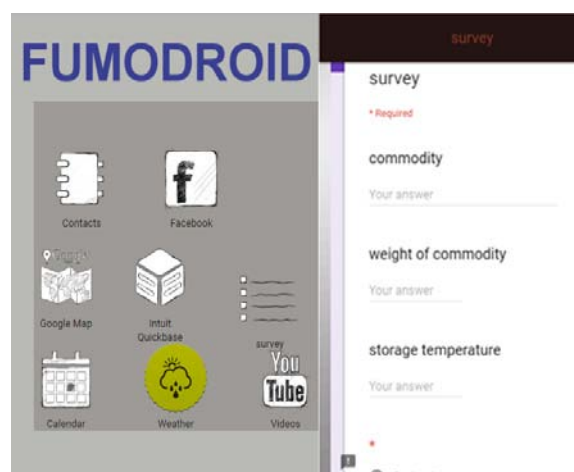 FUMODROID
Contacts
Facebook
Google
Google Map
Intuit
Quickbase
survey
Calendar
Weather
You
Tube
Videos
survey
survey
* Required
commodity
Your answer
weight of commodity
Your answer
storage temperature
Your answer
*